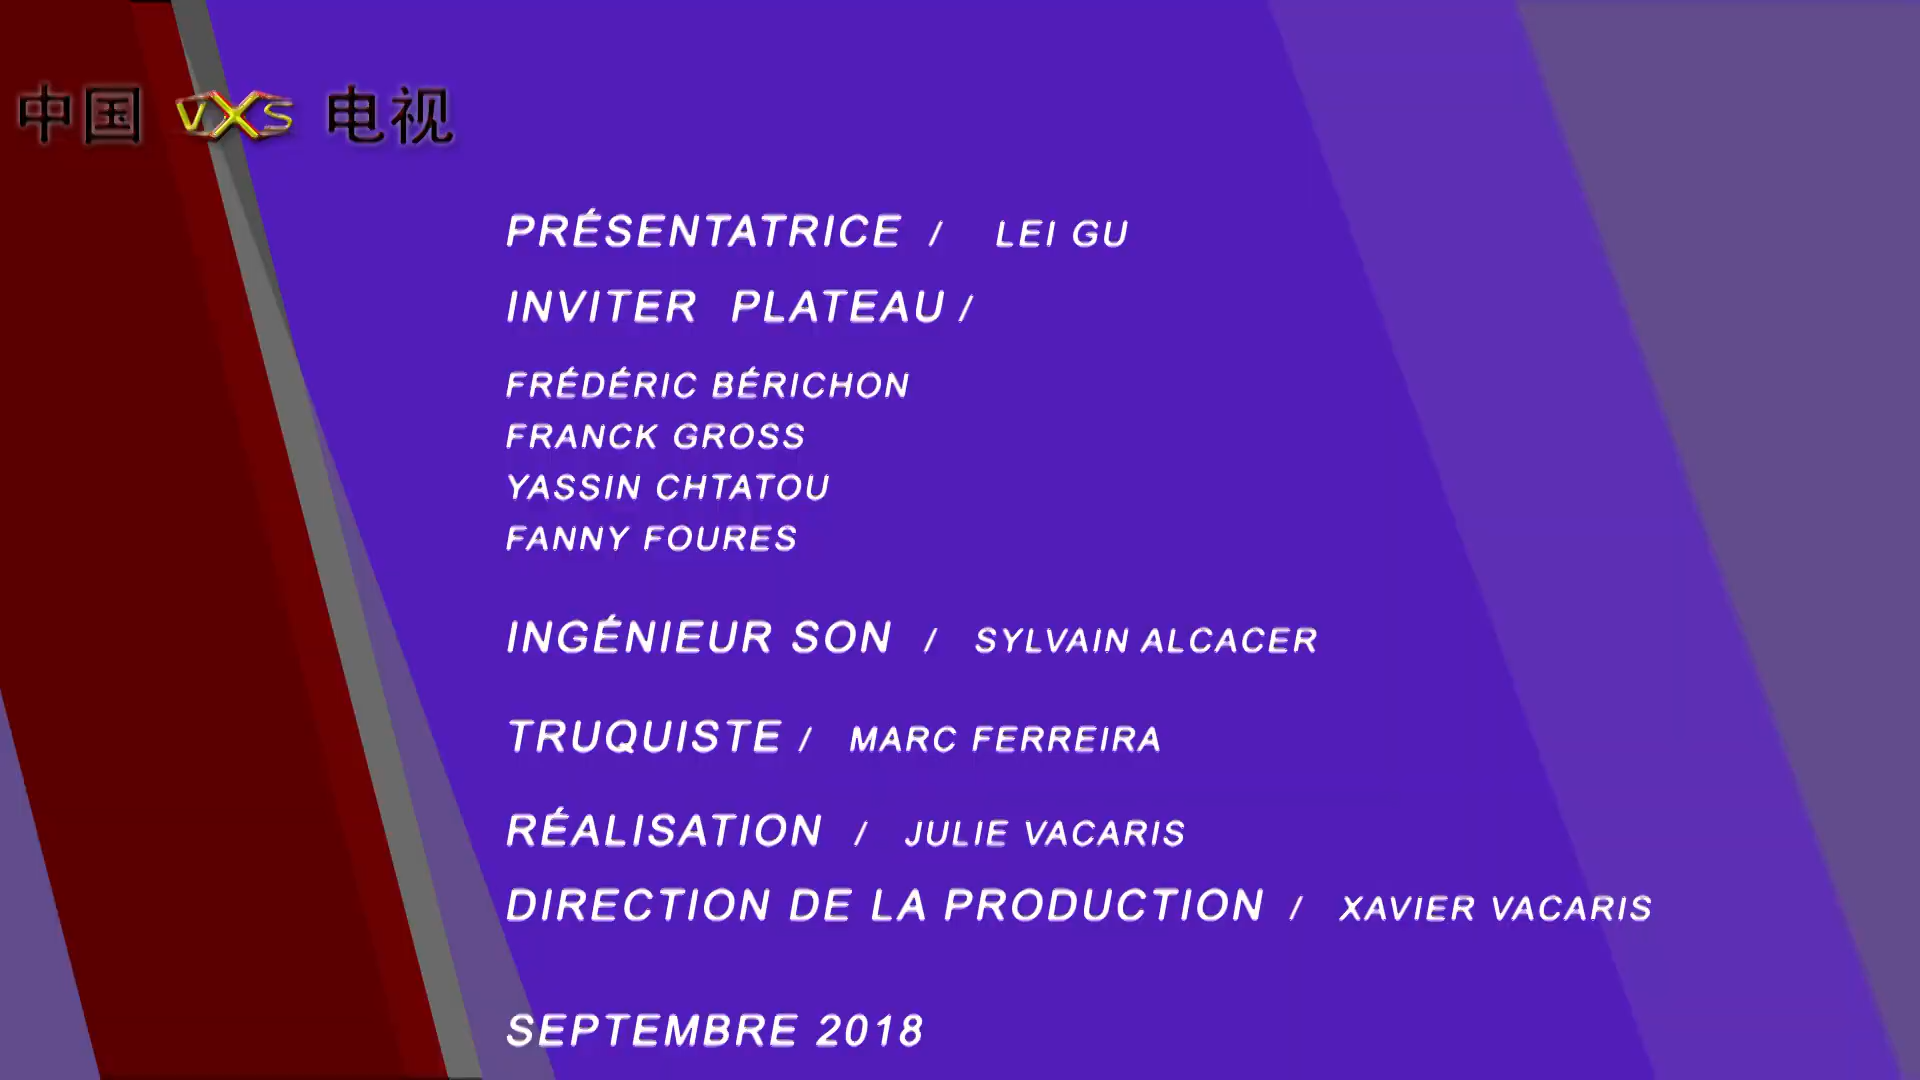 中国 VXS 电视
PRÉSENTATRICE / LEI GU
INVITER PLATEAU /
FRÉDÉRIC BÉRICHON
FRANCK GROSS
YASSIN CHTATOU
FANNY FOURES
INGÉNIEUR SON / SYLVAIN ALCACER
TRUQUISTE / MARC FERREIRA
RÉALISATION / JULIE VACARIS
DIRECTION DE LA PRODUCTION / XAVIER VACARIS
SEPTEMBRE 2018